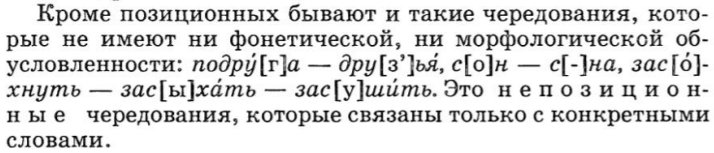 Кроме позиционных бывают и такие чередования, кото-
рые не имеют ни фонетической, ни морфологической об-
условленности: подру́[г]а — дру[з’]ья́, с[о]н — с[-]на, зас[о́]-
хнуть — зас[ы]ха́ть — зас[у]ши́ть. Это н е п о з и ц и о н -
н ы е чередования, которые связаны только с конкретными
словами.